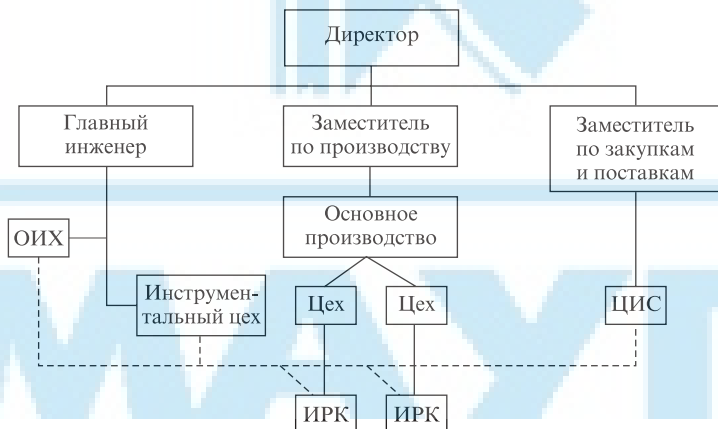 Директор
Главный
инженер
Заместитель
по производству
Заместитель
по закупкам
и поставкам
Основное
производство
ОИХ
Инструмен-
тальный цех
Цех
Цех
ЦИС
ИРК
ИРК